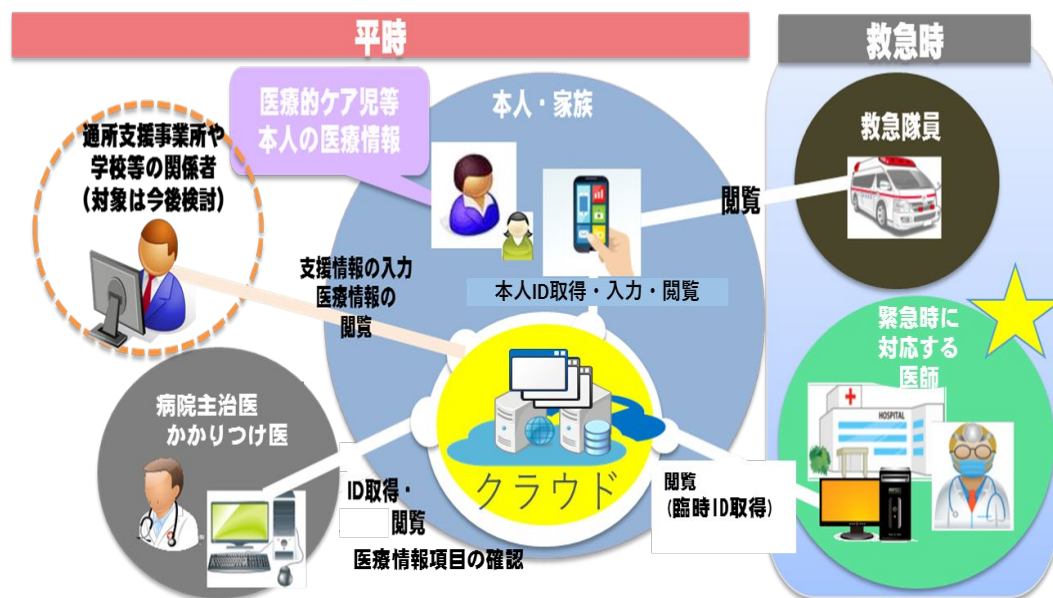 平時
救急時
医療的ケア児等
本人の医療情報
本人・家族
通所支援事業所や
学校等の関係者
(対象は今後検討)
救急隊員
閲覧
支援情報の入力
医療情報の
閲覧
本人ID取得・入力・閲覧
緊急時に
対応する
医師
HOSPITAL
病院主治医
かかりつけ医
クラウド
ID取得・
閲覧
医療情報項目の確認
閲覧
(臨時ID取得)